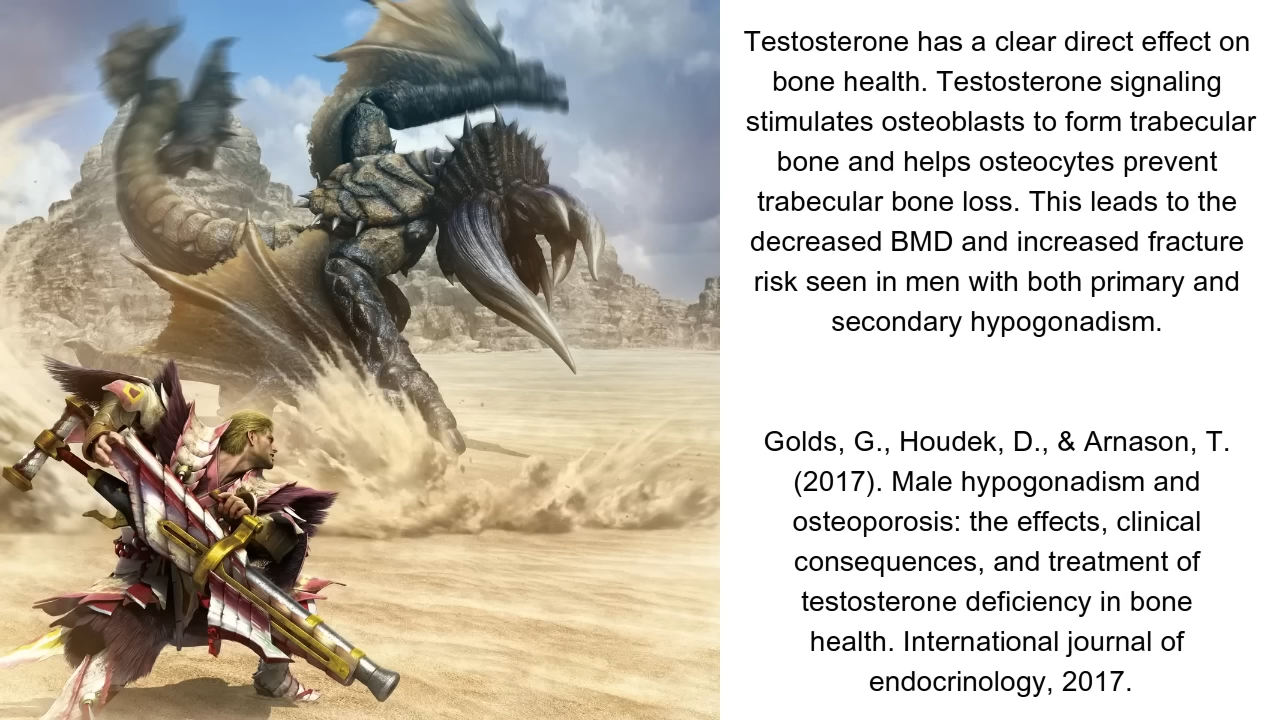 Testosterone has a clear direct effect on
bone health. Testosterone signaling
stimulates osteoblasts to form trabecular
bone and helps osteocytes prevent
trabecular bone loss. This leads to the
decreased BMD and increased fracture
risk seen in men with both primary and
secondary hypogonadism.
Golds, G., Houdek, D., & Arnason, T.
(2017). Male hypogonadism and
osteoporosis: the effects, clinical
consequences, and treatment of
testosterone deficiency in bone
health. International journal of
endocrinology, 2017.